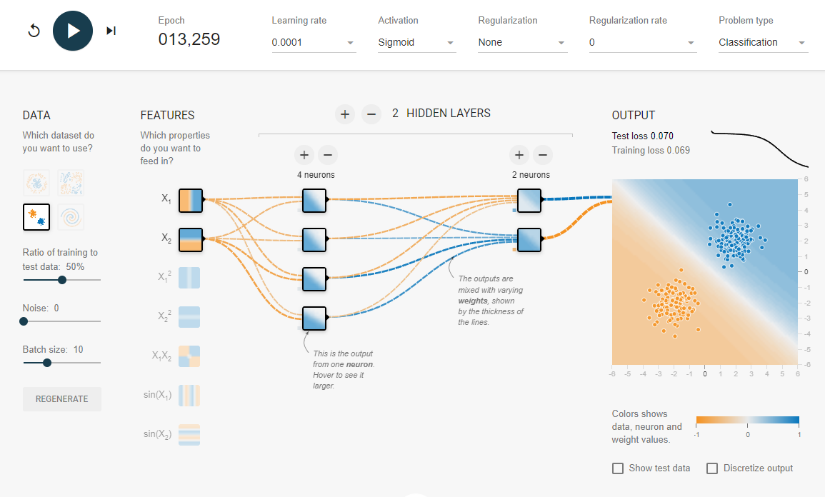 Epoch
013,259
Learning rate
0.0001
Activation
Sigmoid
Regularization
None
Regularization rate
0
Problem type
Classification
DATA
Which dataset do
you want to use?
Ratio of training to
test data: 50%
Noise: 0
Batch size: 10
REGENERATE
FEATURES
Which properties
do you want to
feed in?
X1
X2
X1²
X2²
X1X2
sin(X1)
sin(X2)
+ − 2 HIDDEN LAYERS
+ −
4 neurons
+ −
2 neurons
This is the output
from one neuron.
Hover to see it
larger.
The outputs are
mixed with varying
weights, shown
by the thickness of
the lines.
OUTPUT
Test loss 0.070
Training loss 0.069
6
5
4
3
2
1
0
-1
-2
-3
-4
-5
-6
-6 -5 -4 -3 -2 -1 0 1 2 3 4 5 6
Colors shows
data, neuron and
weight values.
-1 0 1
Show test data
Discretize output